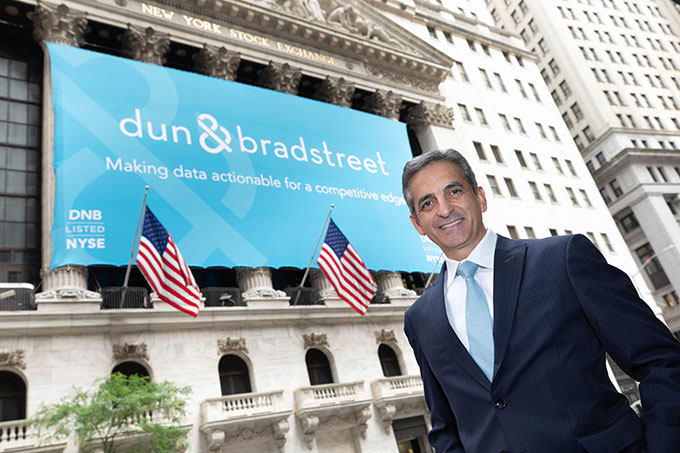 NEW YORK STOCK EXCHANGE
dun & bradstreet
Making data actionable for a competitive edge
DNB
LISTED
NYSE